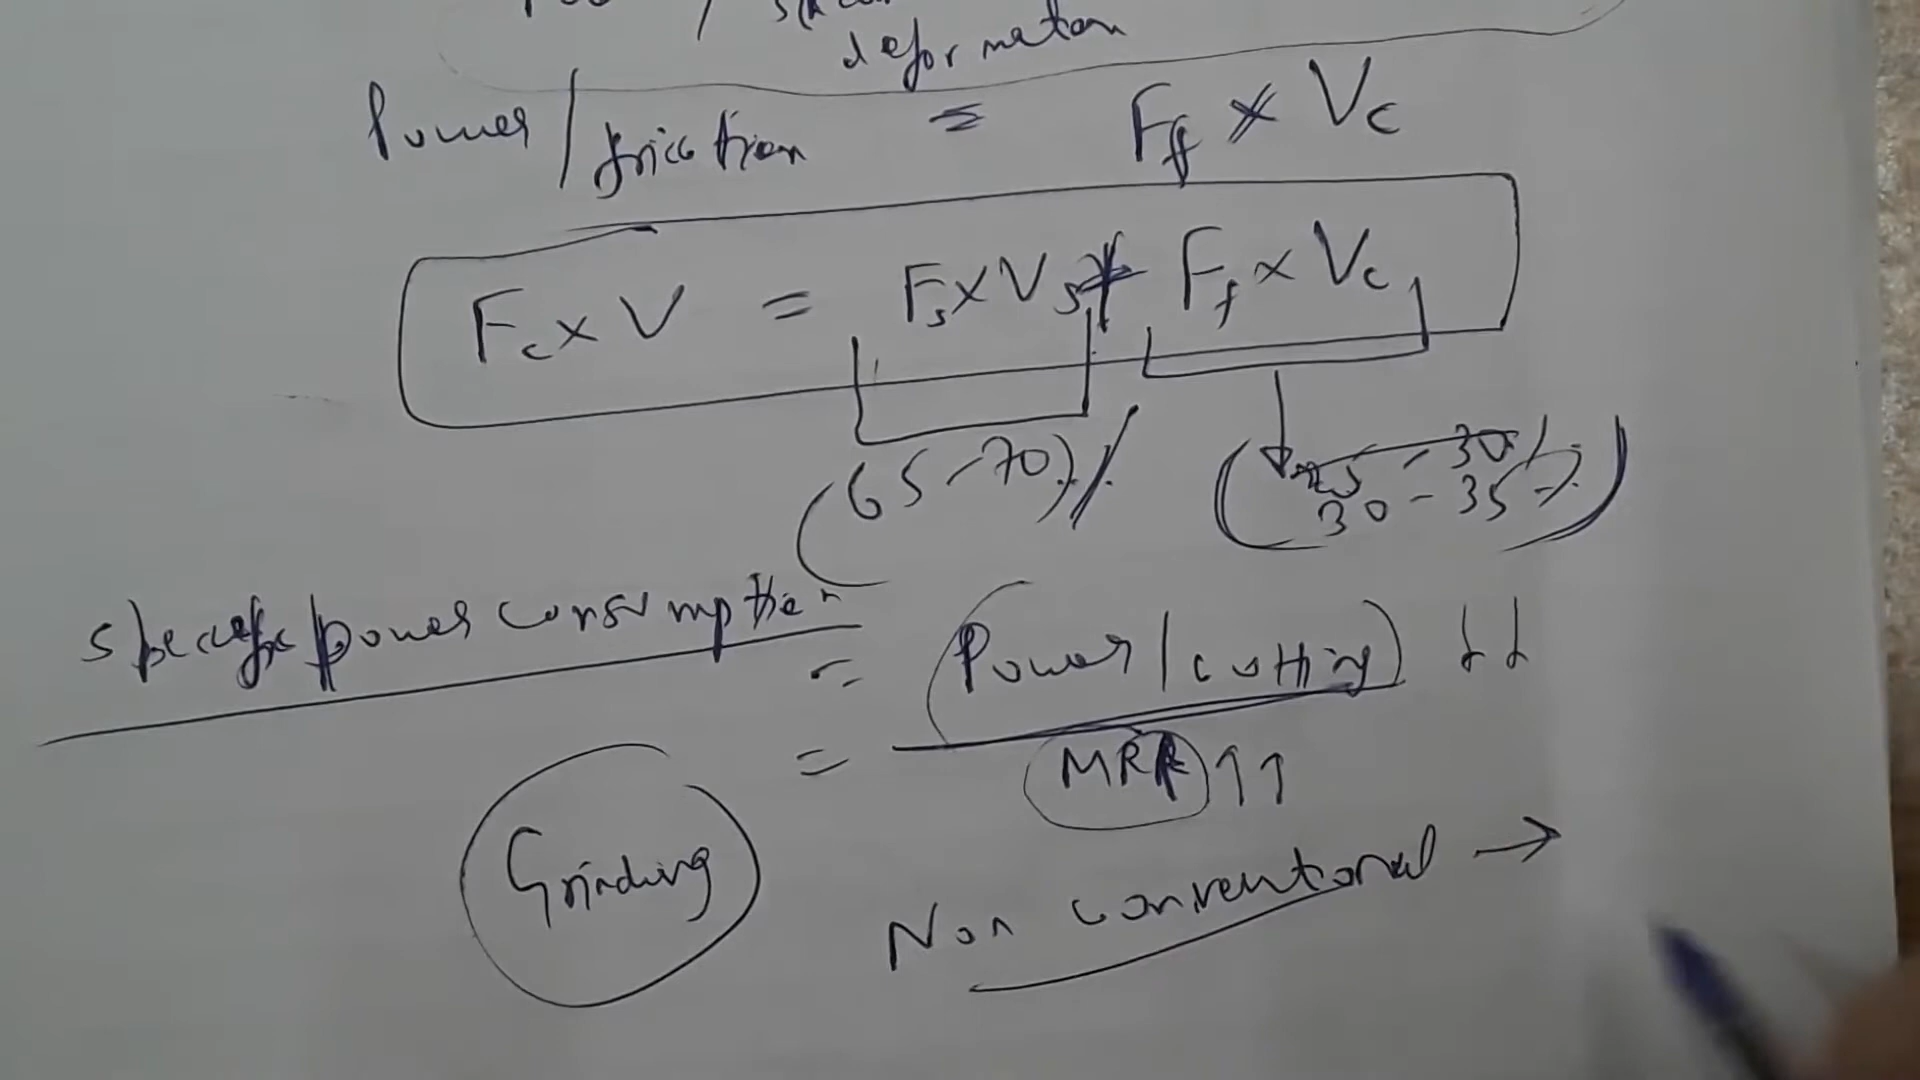 deformation
Power/friction = Ff × Vc
Fc × V = Fs × Vs + Ff × Vc
(65-70)% (30-35%)
specific power consumption = Power/cutting ↓↓
= MRR ↑↑
Grinding
Non conventional →